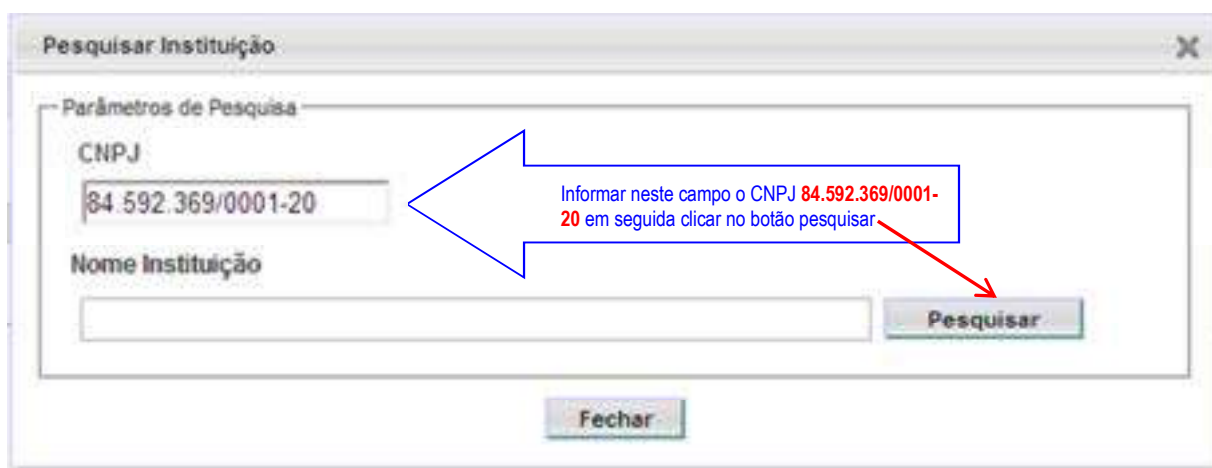 Pesquisar Instituição
Parâmetros de Pesquisa
CNPJ
84.592.369/0001-20
Informar neste campo o CNPJ 84.592.369/0001-
20 em seguida clicar no botão pesquisar
Nome Instituição
Pesquisar
Fechar